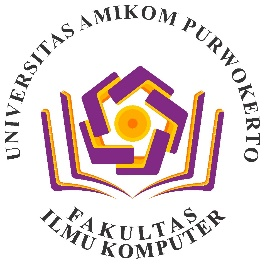 UNIVERSITAS AMIKOM PURWOKERTO
FAKULTAS
ILMU KOMPUTER